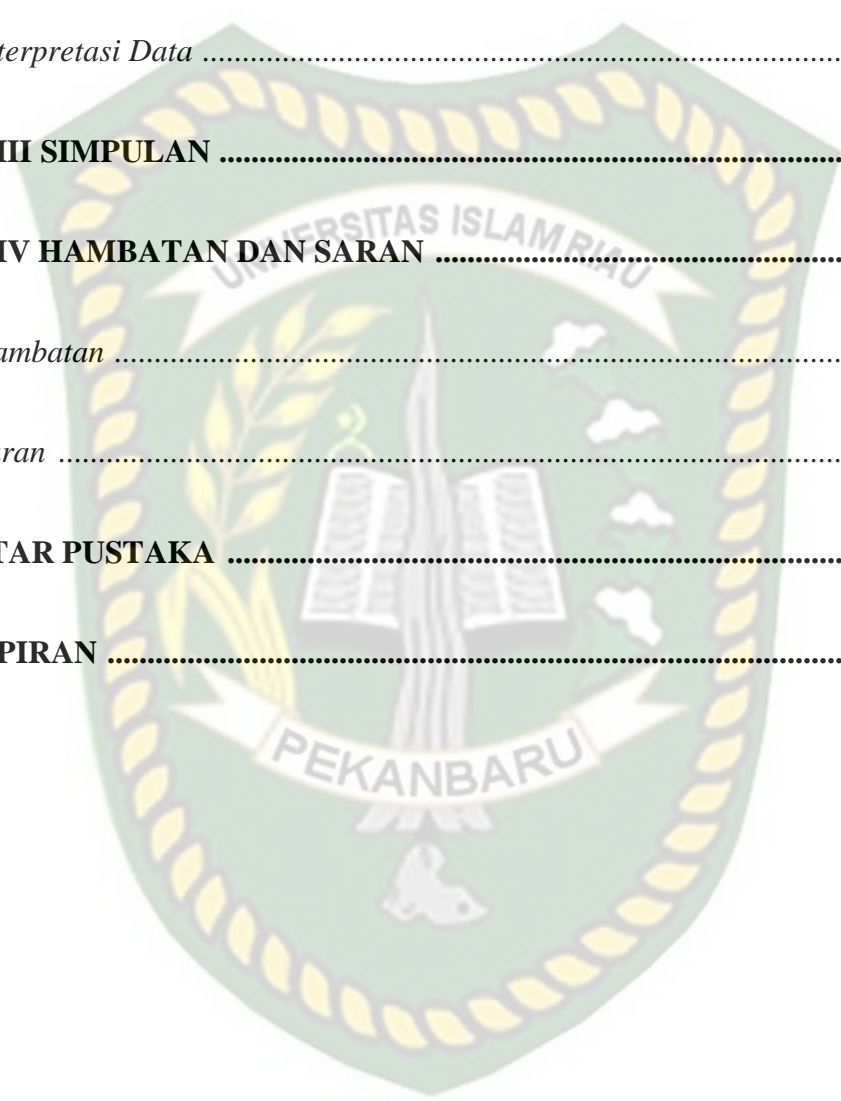 terpretasi Data ................................................................................
III SIMPULAN ................................................................................
UNIVERSITAS ISLAM RIAU
IV HAMBATAN DAN SARAN ....................................................
ambatan ............................................................................................
ran ....................................................................................................
TAR PUSTAKA ..............................................................................
PIRAN .............................................................................................
PEKANBARU